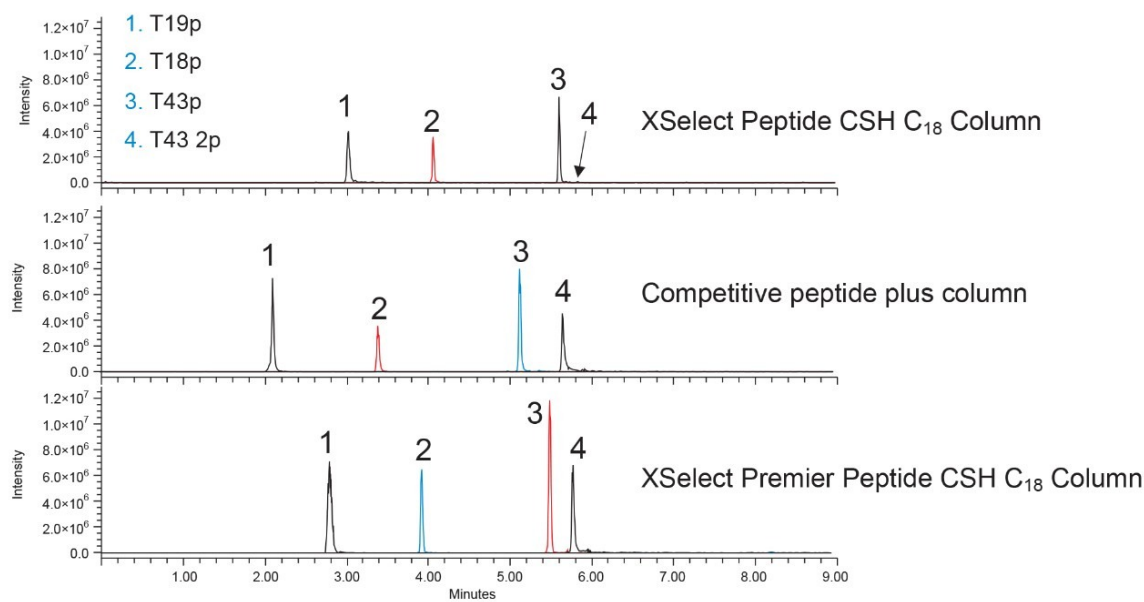 1. T19p
2. T18p
3. T43p
4. T43 2p
Intensity
1.2×10⁷
1.0×10⁷
8.0×10⁶
6.0×10⁶
4.0×10⁶
2.0×10⁶
0.0
1
2
3
4
XSelect Peptide CSH C₁₈ Column
Intensity
1.2×10⁷
1.0×10⁷
8.0×10⁶
6.0×10⁶
4.0×10⁶
2.0×10⁶
0.0
1
2
3
4
Competitive peptide plus column
Intensity
1.2×10⁷
1.0×10⁷
8.0×10⁶
6.0×10⁶
4.0×10⁶
2.0×10⁶
0.0
1
2
3
4
XSelect Premier Peptide CSH C₁₈ Column
1.00 2.00 3.00 4.00 5.00 6.00 7.00 8.00 9.00
Minutes